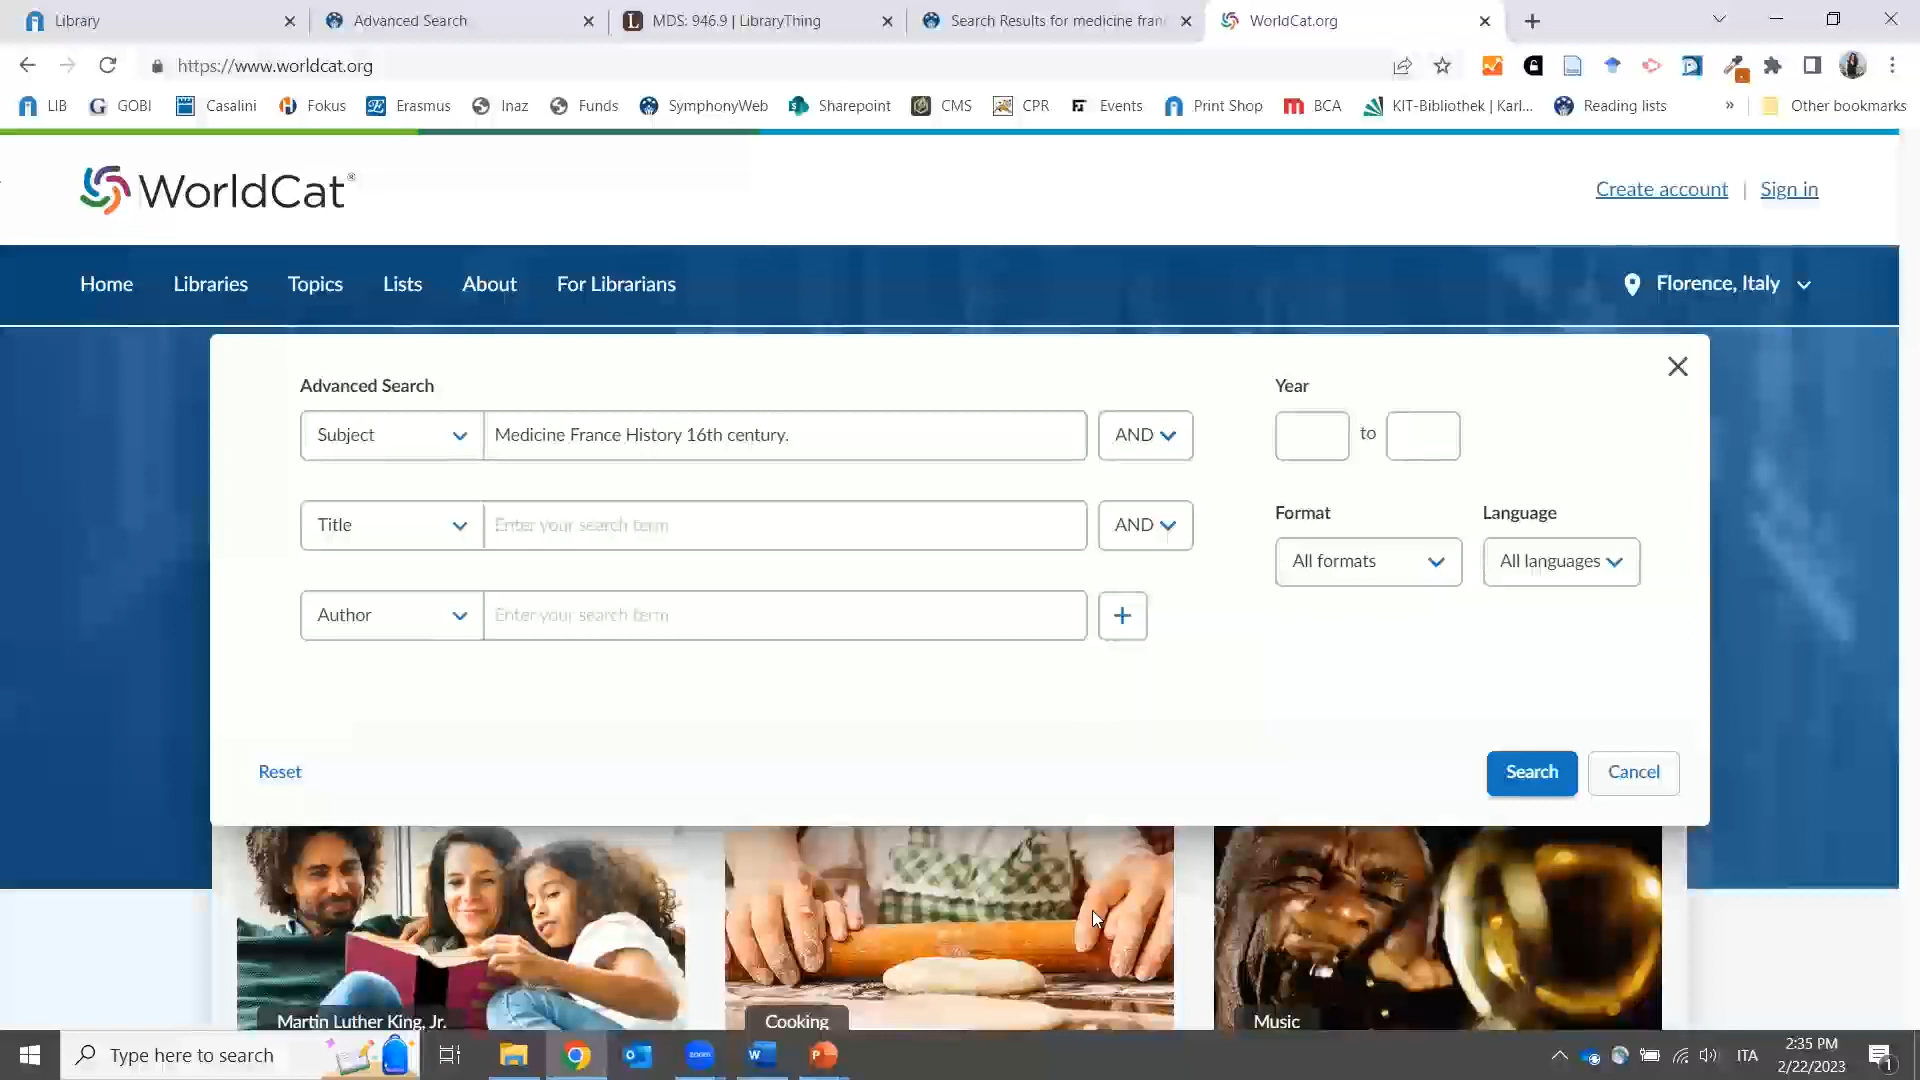 Library
Advanced Search
MDS: 946.9 | LibraryThing
Search Results for medicine fran
WorldCat.org
https://www.worldcat.org
LIB
GOBI
Casalini
Fokus
Erasmus
Inaz
Funds
SymphonyWeb
Sharepoint
CMS
CPR
Events
Print Shop
BCA
KIT-Bibliothek | Karl...
Reading lists
»
Other bookmarks
WorldCat®
Create account | Sign in
Home
Libraries
Topics
Lists
About
For Librarians
Florence, Italy
Advanced Search
Year
Subject
Medicine France History 16th century.
AND
to
Title
Enter your search term
AND
Format
Language
All formats
All languages
Author
Enter your search term
+
Reset
Search
Cancel
Martin Luther King, Jr.
Cooking
Music
Type here to search
zoom
W
P
ITA
2:35 PM
2/22/2023
1